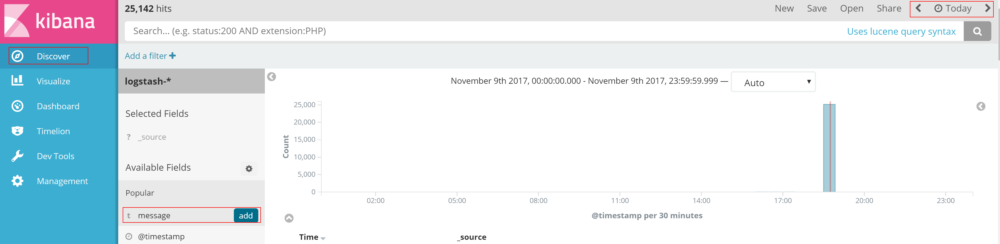 kibana
Discover
Visualize
Dashboard
Timelion
Dev Tools
Management
25,142 hits
New Save Open Share Today
Search... (e.g. status:200 AND extension:PHP)
Uses lucene query syntax
Add a filter
logstash-*
Selected Fields
? _source
Available Fields
Popular
t message add
@timestamp
November 9th 2017, 00:00:00.000 - November 9th 2017, 23:59:59.999 — Auto
Count
25,000
20,000
15,000
10,000
5,000
0
02:00 05:00 08:00 11:00 14:00 17:00 20:00 23:00
@timestamp per 30 minutes
Time _source